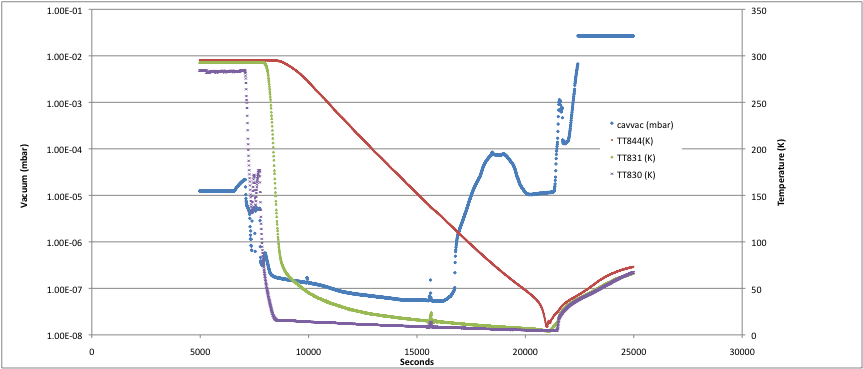 1.00E-01
1.00E-02
1.00E-03
1.00E-04
1.00E-05
1.00E-06
1.00E-07
1.00E-08
Vacuum (mbar)
350
300
250
200
150
100
50
0
Temperature (K)
cavvac (mbar)
TT844(K)
TT831 (K)
TT830 (K)
0 5000 10000 15000 20000 25000 30000
Seconds